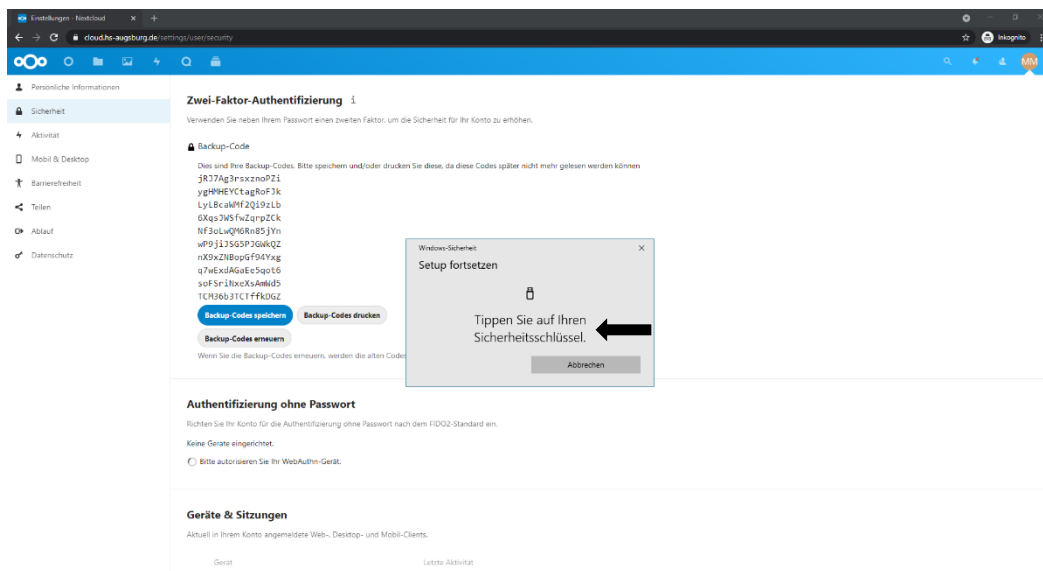 Einstellungen - Nextcloud
cloud.hs-augsburg.de/settings/user/security
Inkognito
MM
Persönliche Informationen
Sicherheit
Aktivität
Mobil & Desktop
Barrierefreiheit
Teilen
Ablauf
Datenschutz
Zwei-Faktor-Authentifizierung i
Verwenden Sie neben Ihrem Passwort einen zweiten Faktor, um die Sicherheit für Ihr Konto zu erhöhen.
Backup-Code
Dies sind Ihre Backup-Codes. Bitte speichern und/oder drucken Sie diese, da diese Codes später nicht mehr gelesen werden können
jRJ7Ag3rsxznoPZi
ygHMHEYCtagRoFJk
LyLBcaWMf2Qi9zLb
6XqsJWSfwZqrpZCk
Nf3oLwQM6Rn85jYn
wP9jiJSG5PJGWkQZ
nX9xZNBopGf94Yxg
q7wExdAGaEe5qot6
soFSriNxeXsAmWd5
TCM36b3TCTffkDGZ
Backup-Codes speichern
Backup-Codes drucken
Backup-Codes erneuern
Wenn Sie die Backup-Codes erneuern, werden die alten Codes
Windows-Sicherheit
Setup fortsetzen
Tippen Sie auf Ihren
Sicherheitsschlüssel.
Abbrechen
Authentifizierung ohne Passwort
Richten Sie Ihr Konto für die Authentifizierung ohne Passwort nach dem FIDO2-Standard ein.
Keine Geräte eingerichtet.
Bitte autorisieren Sie Ihr WebAuthn-Gerät.
Geräte & Sitzungen
Aktuell in Ihrem Konto angemeldete Web-, Desktop- und Mobil-Clients.
Gerät
Letzte Aktivität